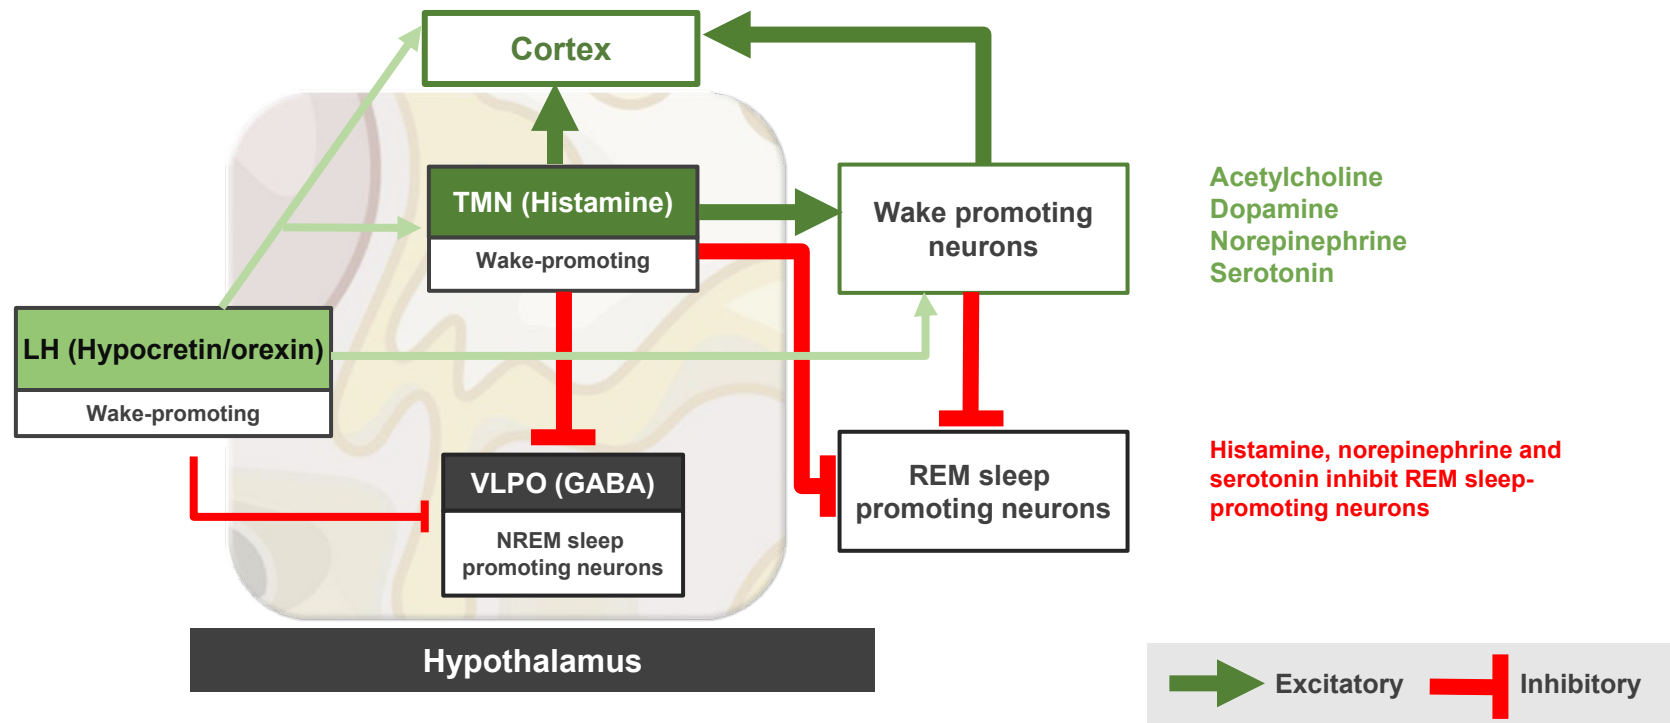 Cortex
TMN (Histamine)
Wake-promoting
Wake promoting
neurons
Acetylcholine
Dopamine
Norepinephrine
Serotonin
LH (Hypocretin/orexin)
Wake-promoting
VLPO (GABA)
NREM sleep
promoting neurons
REM sleep
promoting neurons
Histamine, norepinephrine and
serotonin inhibit REM sleep-
promoting neurons
Hypothalamus
Excitatory
Inhibitory